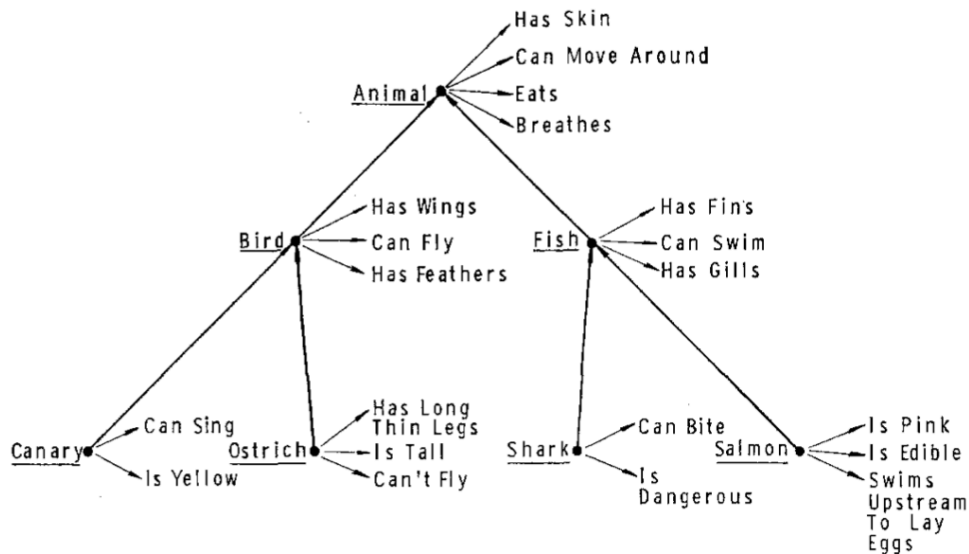 Has Skin
Can Move Around
Animal
Eats
Breathes
Has Wings
Bird
Can Fly
Has Feathers
Has Fins
Fish
Can Swim
Has Gills
Canary
Can Sing
Is Yellow
Ostrich
Has Long
Thin Legs
Is Tall
Can't Fly
Shark
Can Bite
Is
Dangerous
Salmon
Is Pink
Is Edible
Swims
Upstream
To Lay
Eggs